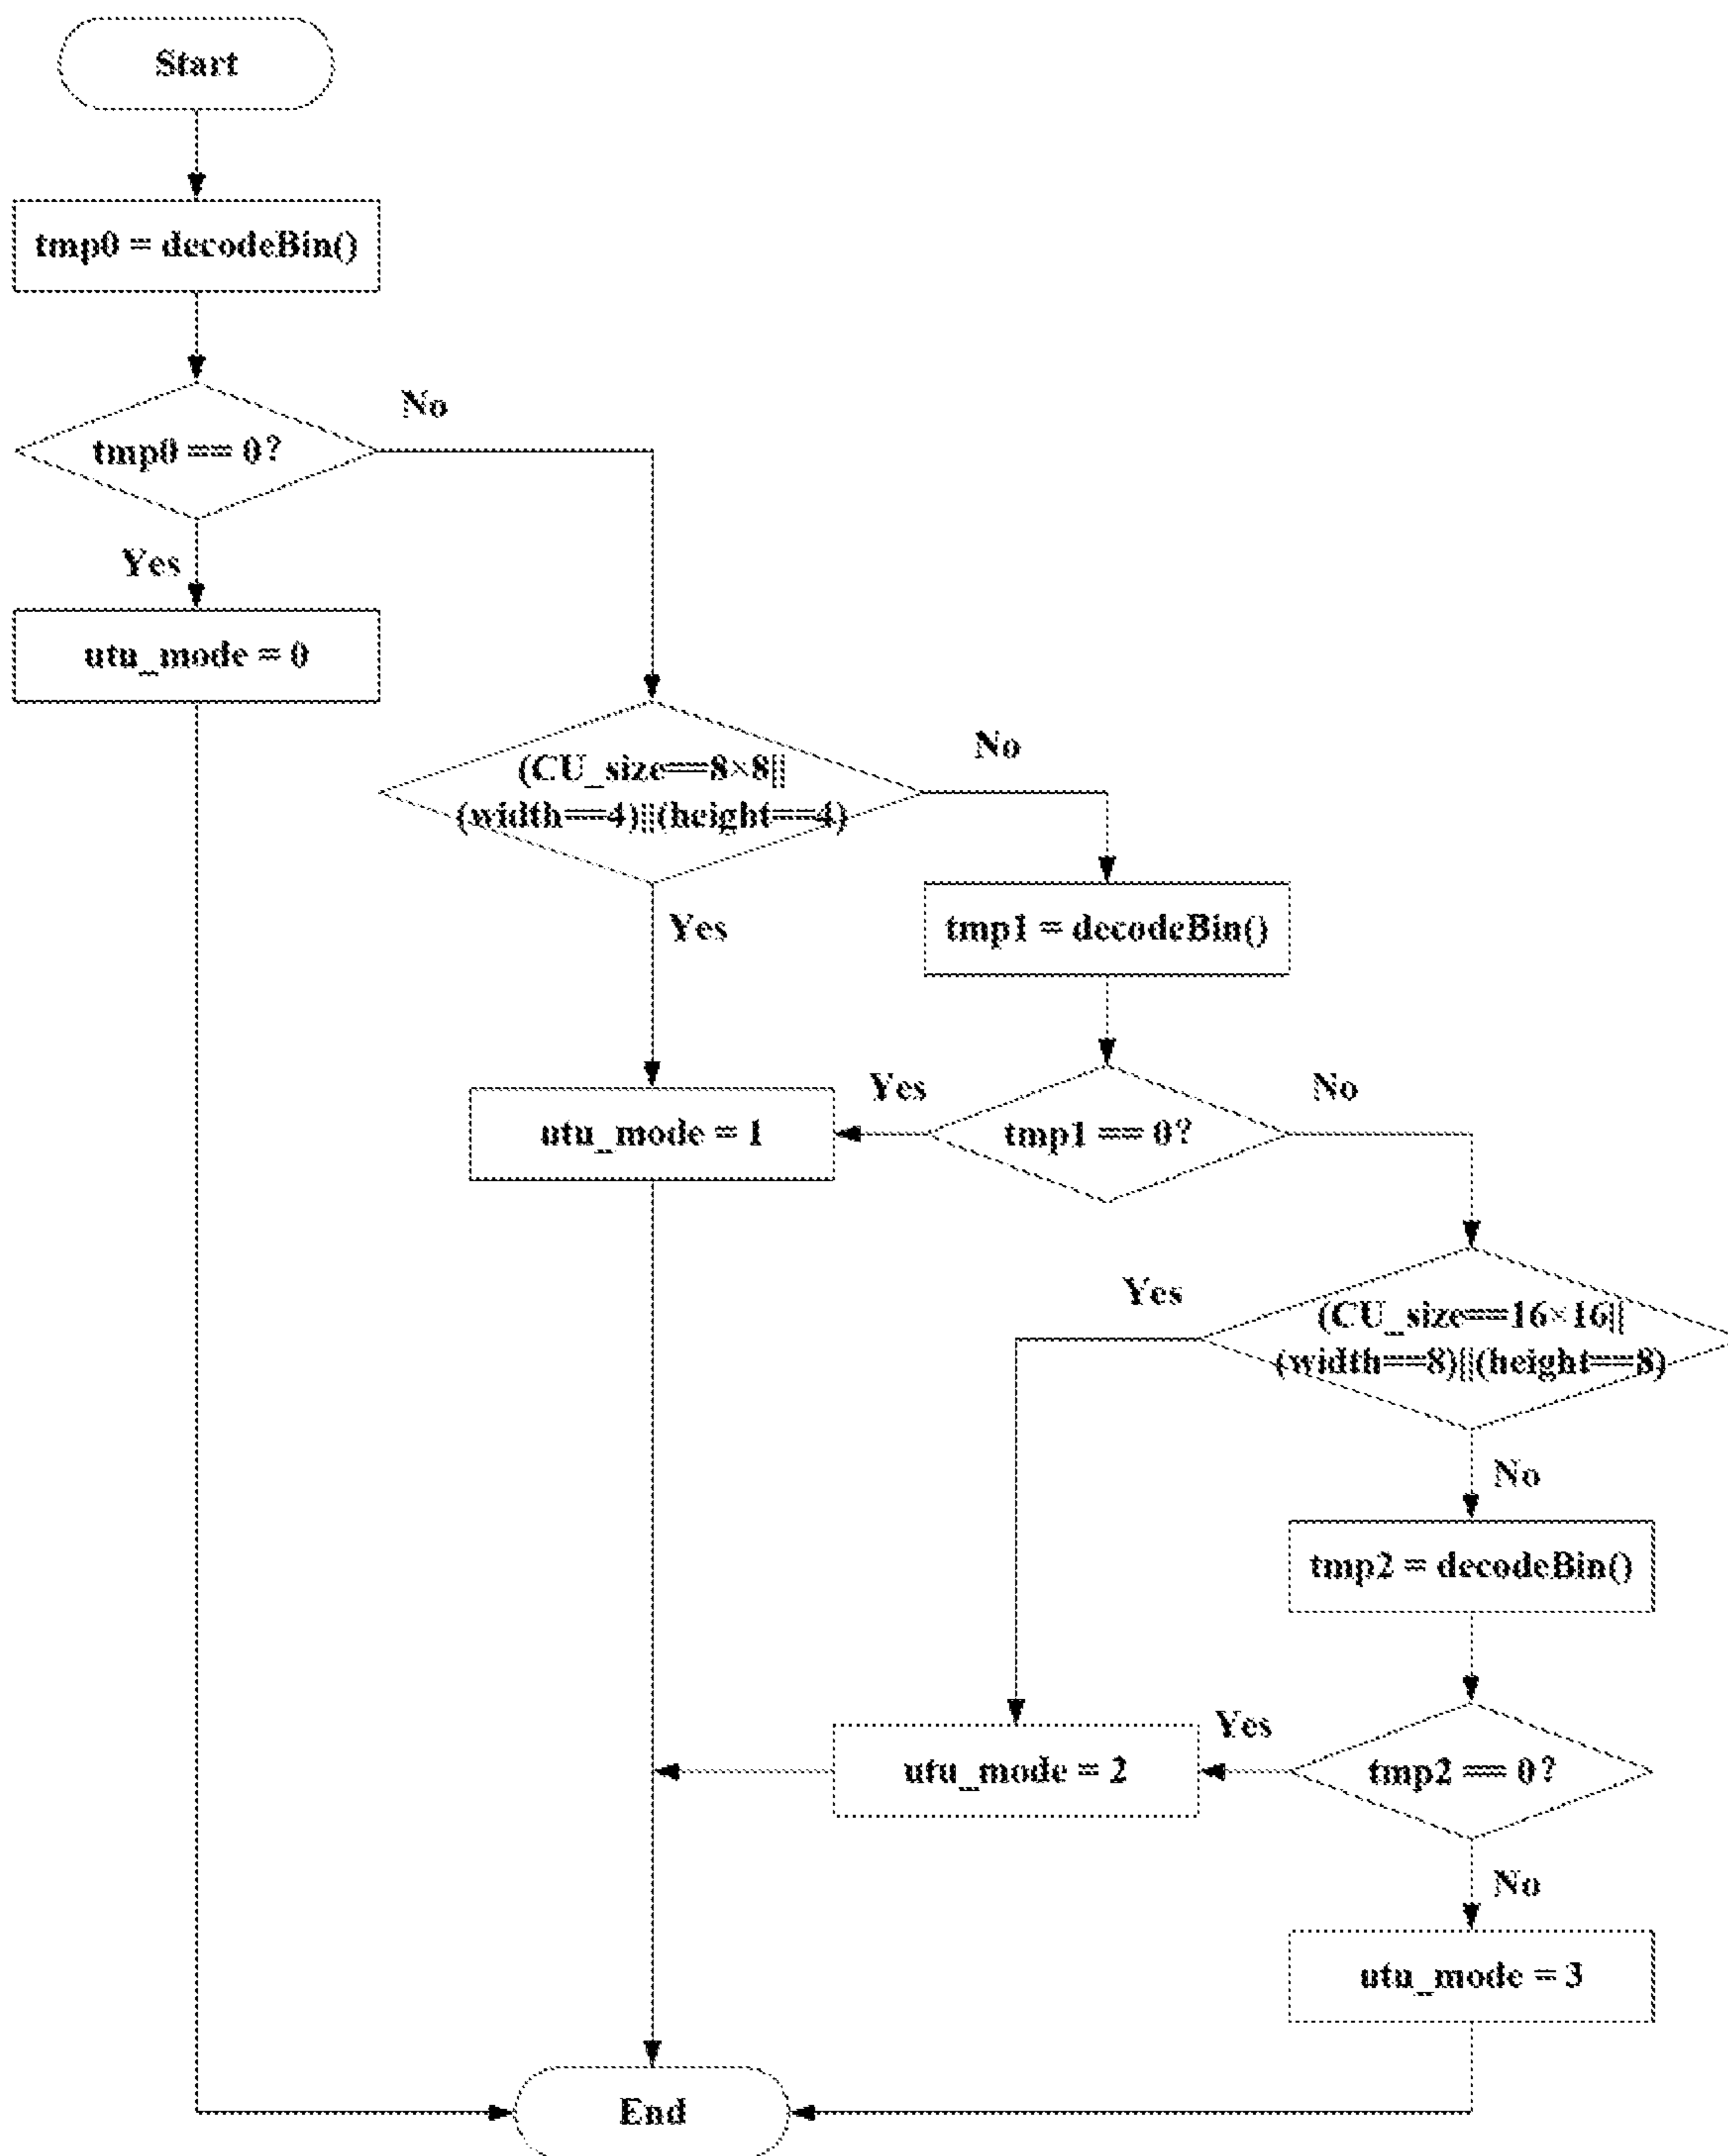 Start
tmp0 = decodeBin()
No
tmp0 == 0?
Yes
utu_mode = 0
No
(CU_size==8×8||
(width==4)||(height==4)
Yes
tmp1 = decodeBin()
Yes
No
utu_mode = 1
tmp1 == 0?
Yes
(CU_size==16×16||
(width==8)||(height==8)
No
tmp2 = decodeBin()
Yes
utu_mode = 2
tmp2 == 0?
No
utu_mode = 3
End